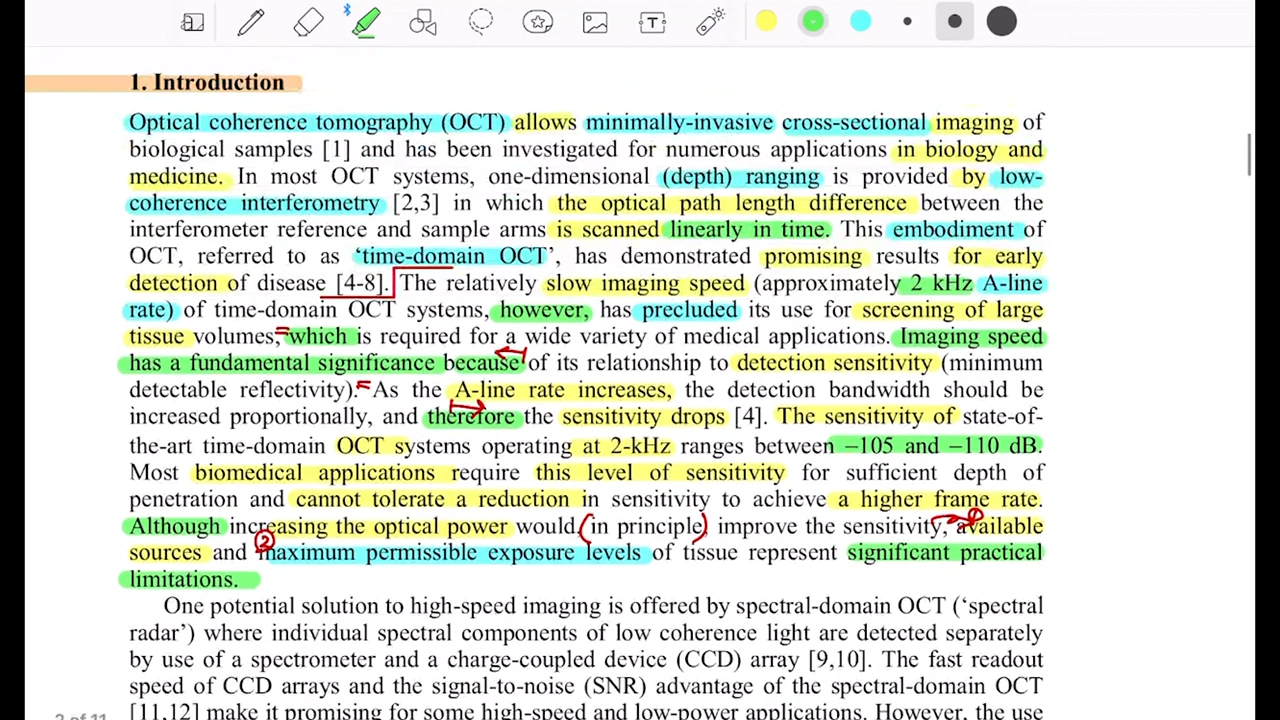 1. Introduction
Optical coherence tomography (OCT) allows minimally-invasive cross-sectional imaging of
biological samples [1] and has been investigated for numerous applications in biology and
medicine. In most OCT systems, one-dimensional (depth) ranging is provided by low-
coherence interferometry [2,3] in which the optical path length difference between the
interferometer reference and sample arms is scanned linearly in time. This embodiment of
OCT, referred to as ‘time-domain OCT’, has demonstrated promising results for early
detection of disease [4-8]. The relatively slow imaging speed (approximately 2 kHz A-line
rate) of time-domain OCT systems, however, has precluded its use for screening of large
tissue volumes, which is required for a wide variety of medical applications. Imaging speed
has a fundamental significance because of its relationship to detection sensitivity (minimum
detectable reflectivity). As the A-line rate increases, the detection bandwidth should be
increased proportionally, and therefore the sensitivity drops [4]. The sensitivity of state-of-
the-art time-domain OCT systems operating at 2-kHz ranges between –105 and –110 dB.
Most biomedical applications require this level of sensitivity for sufficient depth of
penetration and cannot tolerate a reduction in sensitivity to achieve a higher frame rate.
Although increasing the optical power would, (in principle), improve the sensitivity, available
①
sources and maximum permissible exposure levels of tissue represent significant practical
②
limitations.
One potential solution to high-speed imaging is offered by spectral-domain OCT (‘spectral
radar’) where individual spectral components of low coherence light are detected separately
by use of a spectrometer and a charge-coupled device (CCD) array [9,10]. The fast readout
speed of CCD arrays and the signal-to-noise (SNR) advantage of the spectral-domain OCT
[11,12] make it promising for some high-speed and low-power applications. However, the use
2 of 11